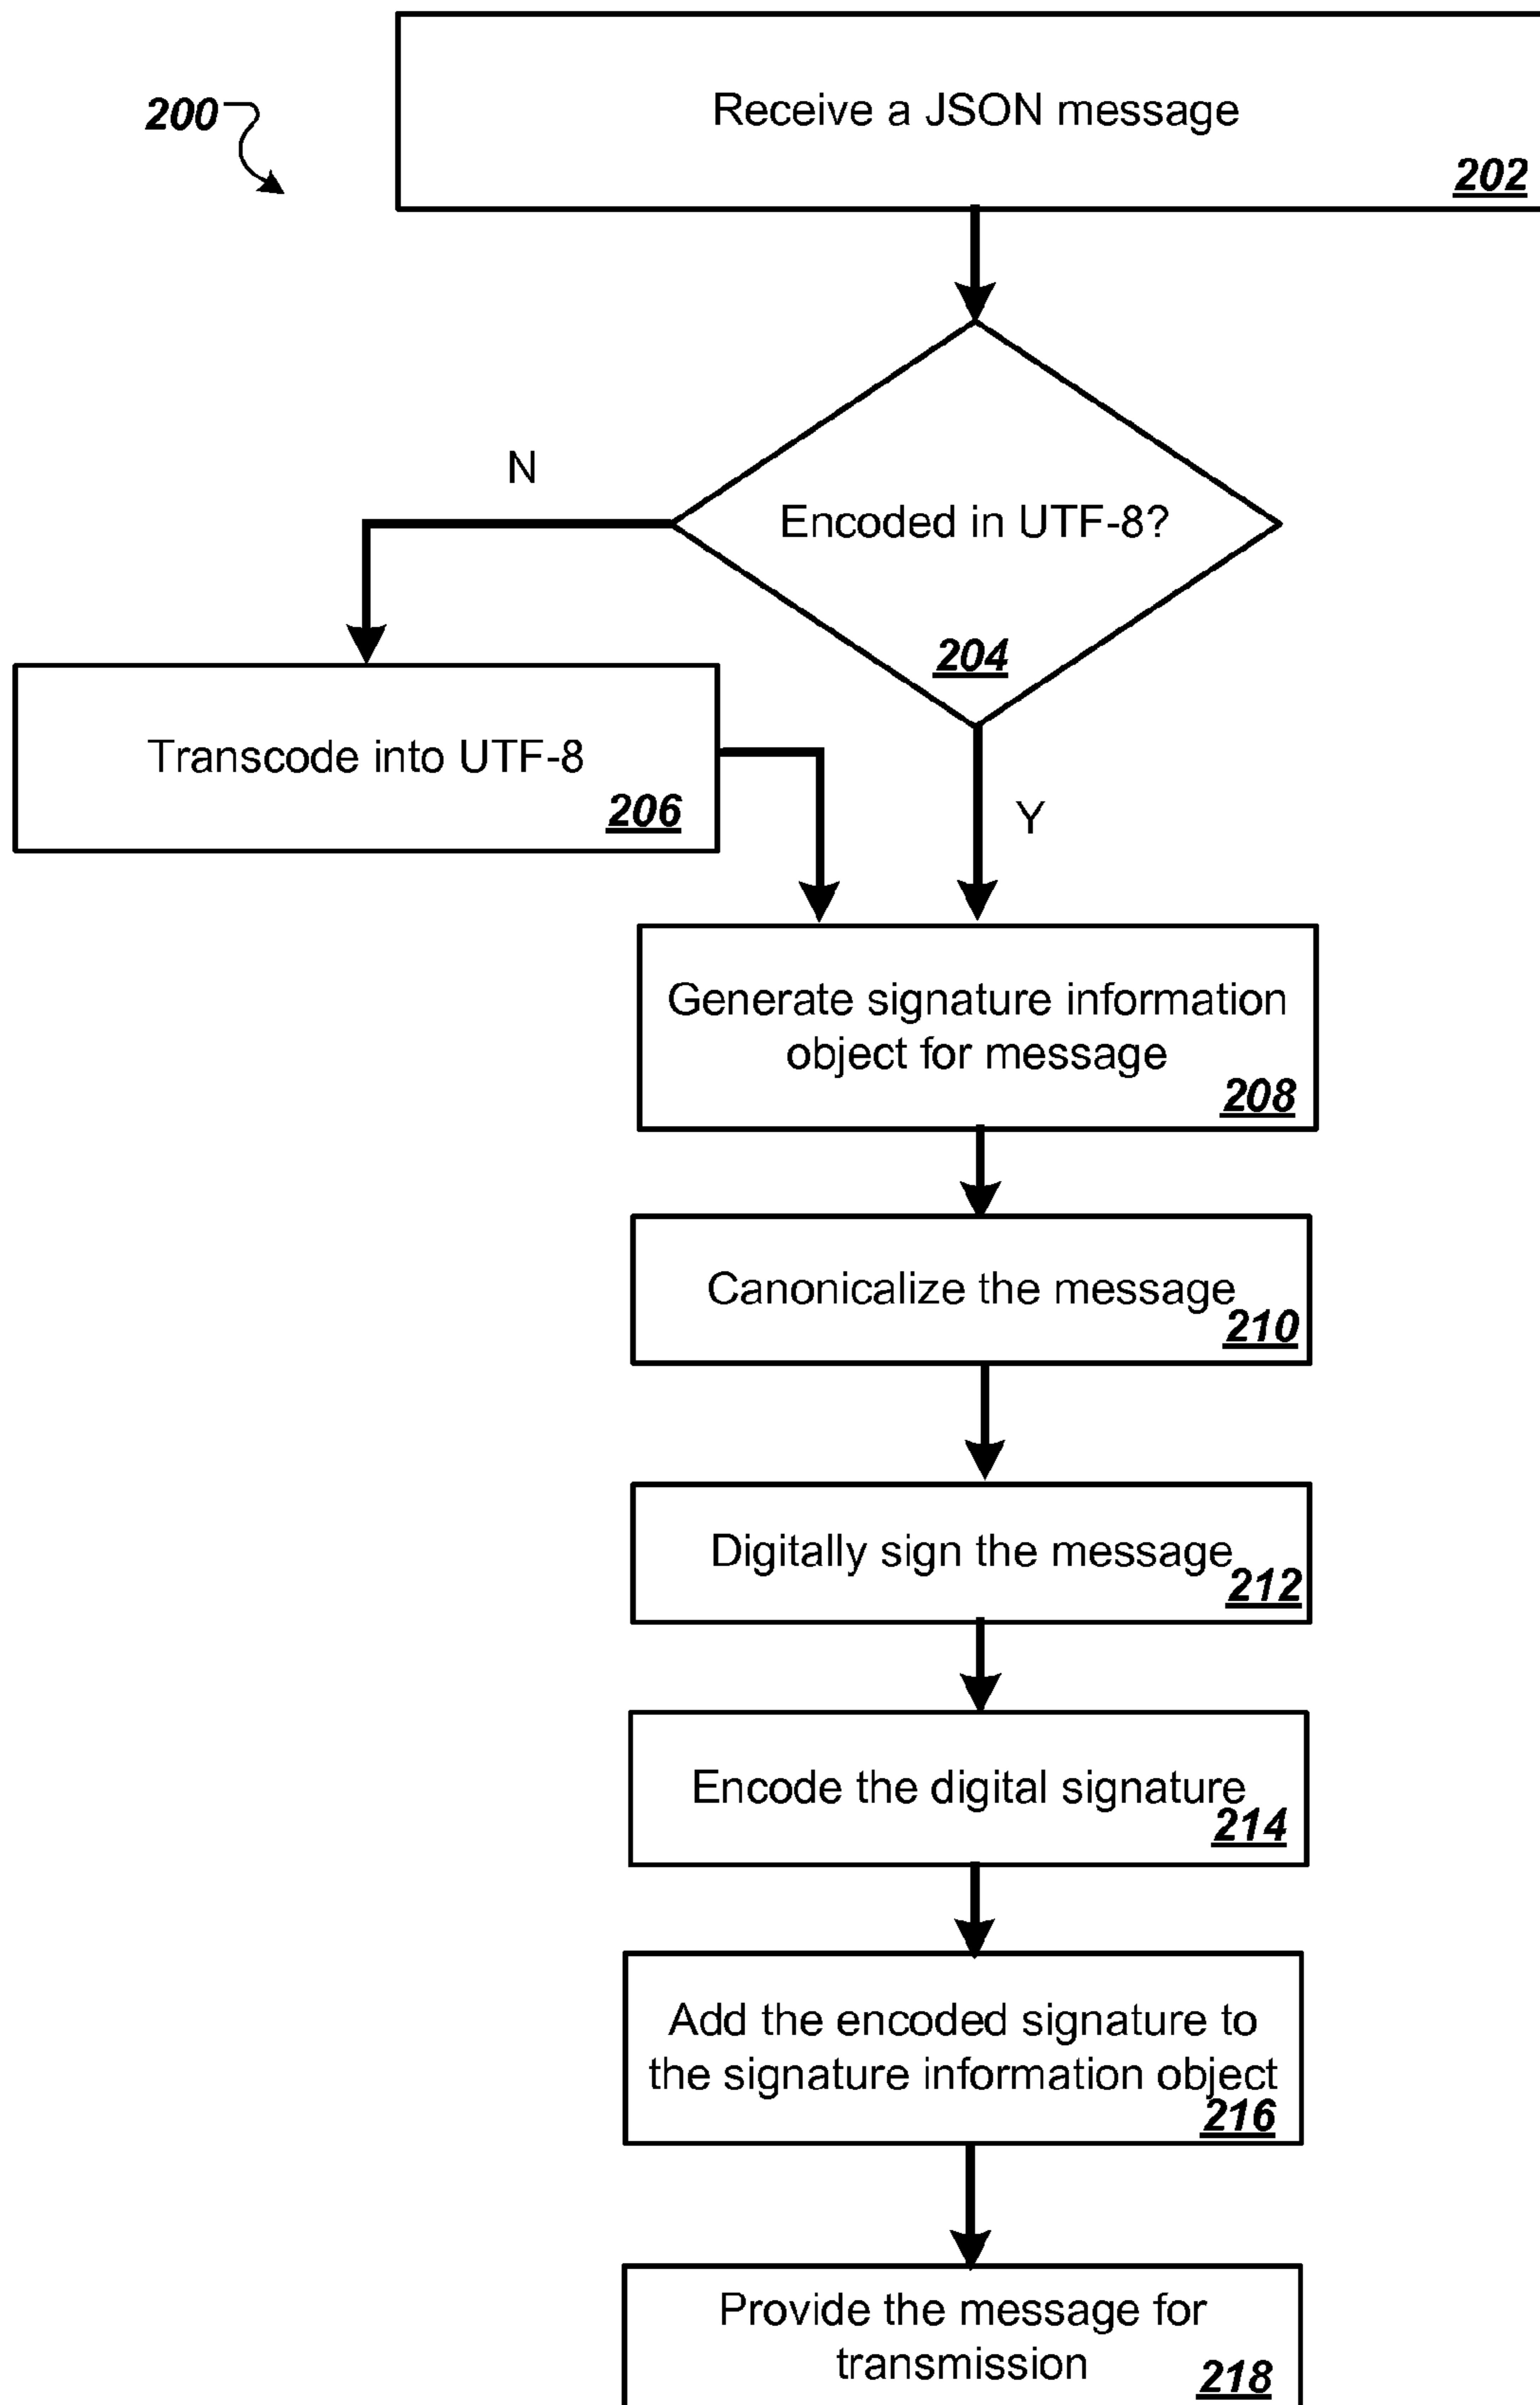 200
Receive a JSON message
202
N
Encoded in UTF-8?
204
Transcode into UTF-8
206
Y
Generate signature information
object for message
208
Canonicalize the message
210
Digitally sign the message
212
Encode the digital signature
214
Add the encoded signature to
the signature information object
216
Provide the message for
transmission
218